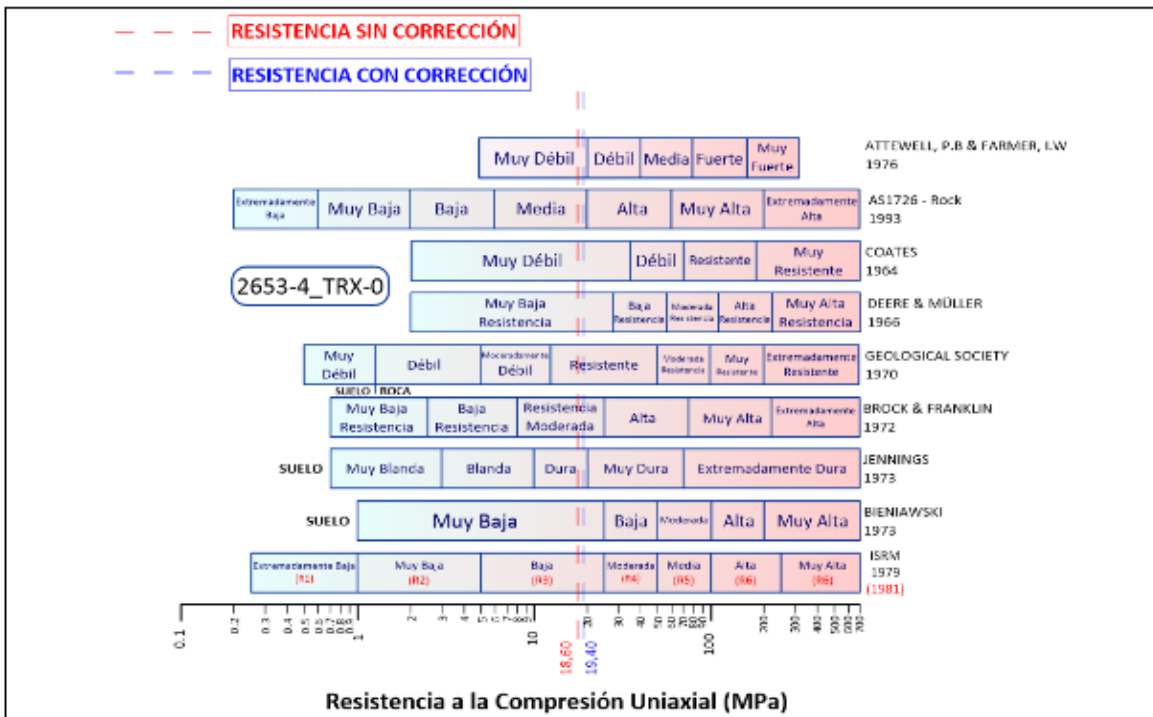 RESISTENCIA SIN CORRECCIÓN
RESISTENCIA CON CORRECCIÓN
Muy Débil Débil Media Fuerte Muy Fuerte
ATTEWELL, P.B & FARMER, I.W
1976
Extremadamente Baja Muy Baja Baja Media Alta Muy Alta Extremadamente Alta
AS1726 - Rock
1993
Muy Débil Débil Resistente Muy Resistente
COATES
1964
2653-4_TRX-0
Muy Baja Resistencia Baja Resistencia Moderada Resistencia Alta Resistencia Muy Alta Resistencia
DEERE & MÜLLER
1966
Muy Débil Débil Moderadamente Débil Resistente Moderada Resistencia Muy Resistente Extremadamente Resistente
GEOLOGICAL SOCIETY
1970
SUELO ROCA
Muy Baja Resistencia Baja Resistencia Resistencia Moderada Alta Muy Alta Extremadamente Alta
BROCK & FRANKLIN
1972
SUELO Muy Blanda Blanda Dura Muy Dura Extremadamente Dura
JENNINGS
1973
SUELO Muy Baja Baja Moderada Alta Muy Alta
BIENIAWSKI
1973
Extremadamente Baja Muy Baja Baja Moderada Media Alta Muy Alta
(R1) (R2) (R3) (R4) (R5) (R6) (R6)
ISRM
1979
(1981)
0.1 0.2 0.3 0.4 0.5 0.6 0.7 1 2 3 4 5 10 20 30 40 50 60 70 100 200 300 400 500 600 700
18,60 19,40
Resistencia a la Compresión Uniaxial (MPa)